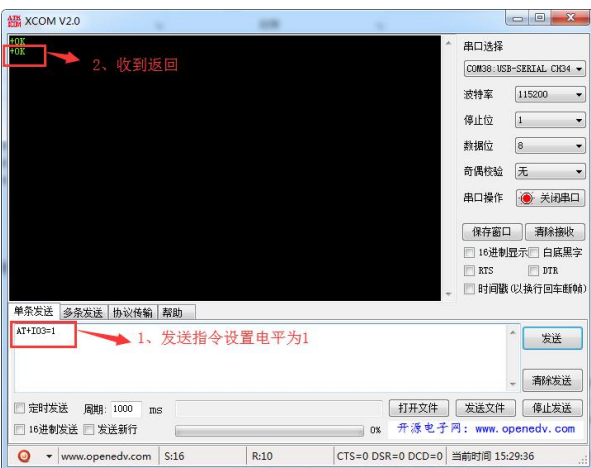 XCOM V2.0
+OK
+OK
2、收到返回
串口选择
COM38:USB-SERIAL CH34
波特率 115200
停止位 1
数据位 8
奇偶校验 无
串口操作 关闭串口
保存窗口 清除接收
16进制显示 白底黑字
RTS DTR
时间戳(以换行回车断帧)
单条发送 多条发送 协议传输 帮助
AT+IO3=1
1、发送指令设置电平为1
发送
清除发送
定时发送 周期: 1000 ms 打开文件 发送文件 停止发送
16进制发送 发送新行 0% 开源电子网: www.openedv.com
www.openedv.com S:16 R:10 CTS=0 DSR=0 DCD=0 当前时间 15:29:36